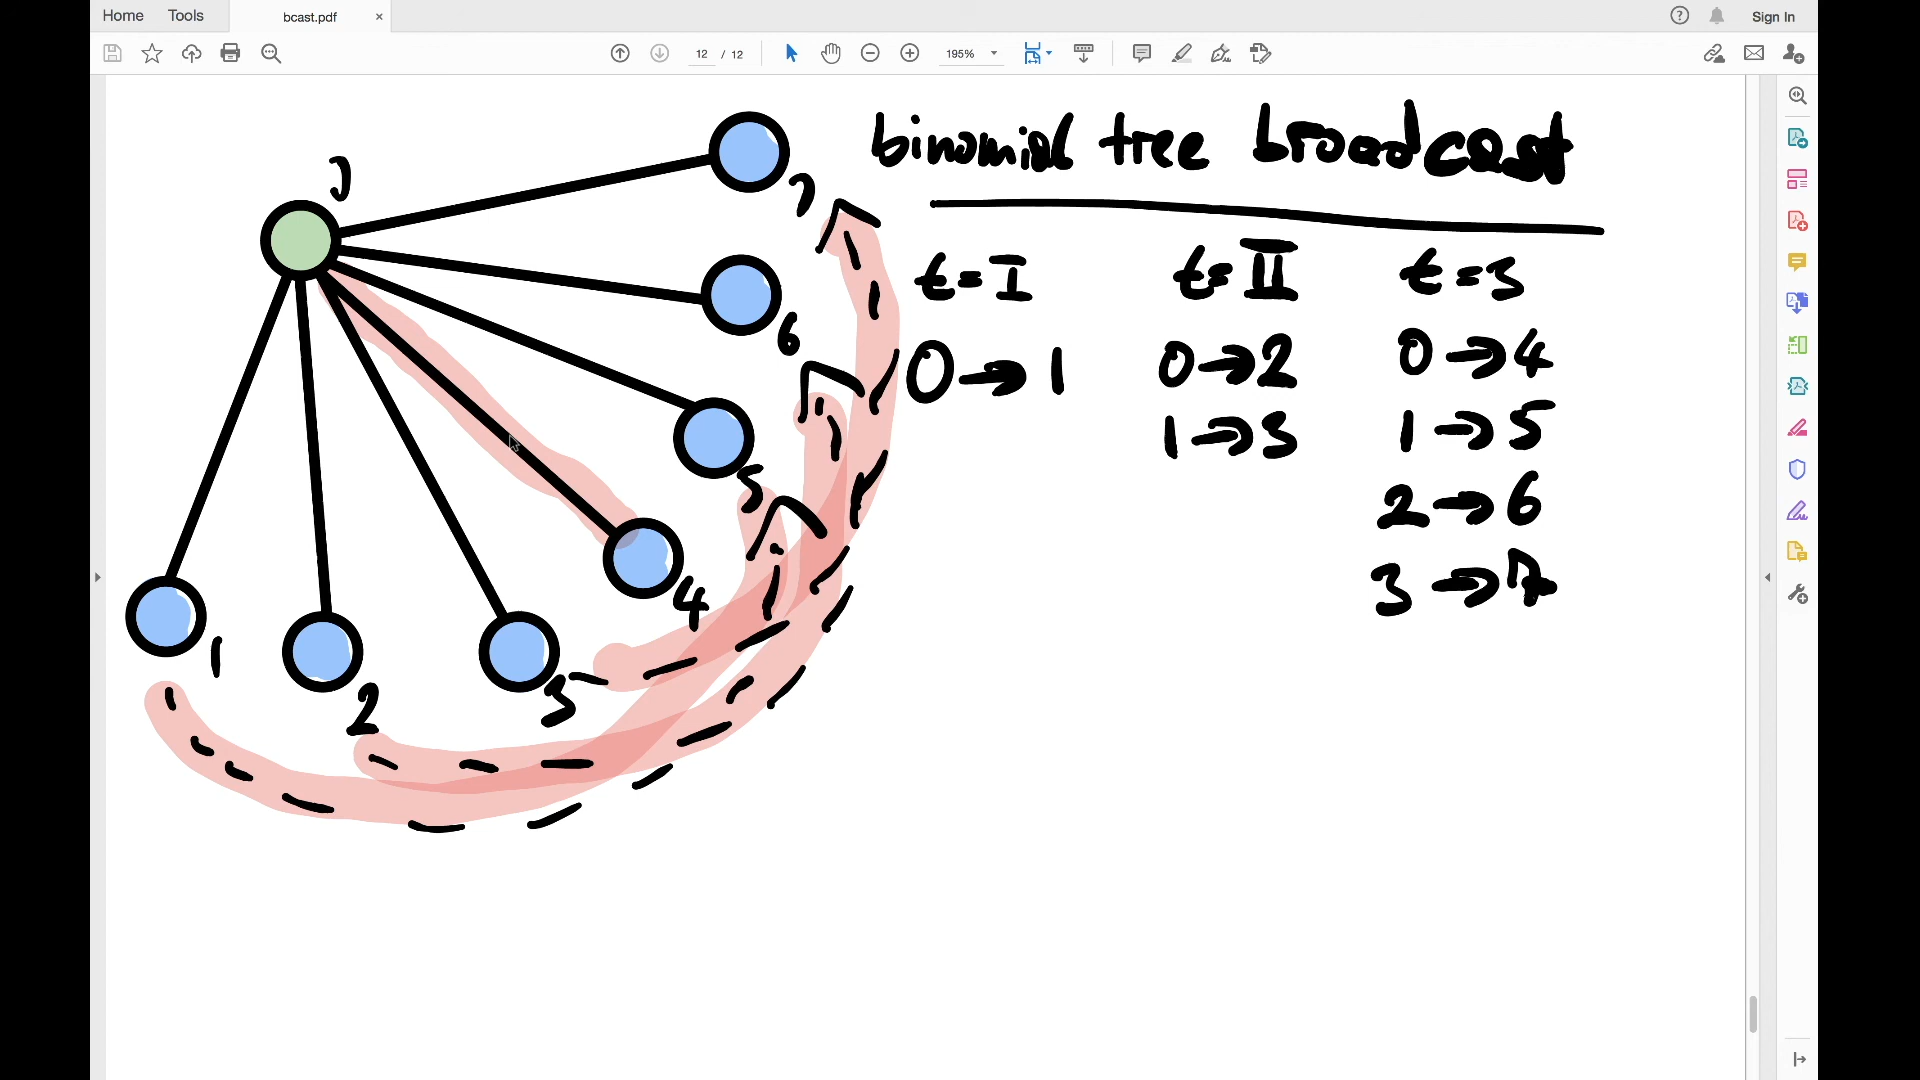 Home Tools bcast.pdf × Sign In
12 / 12 195%
binomial tree broadcast
t=I t=II t=3
0→1 0→2 0→4
1→3 1→5
2→6
3→7
7
6
5
4
1
2
3